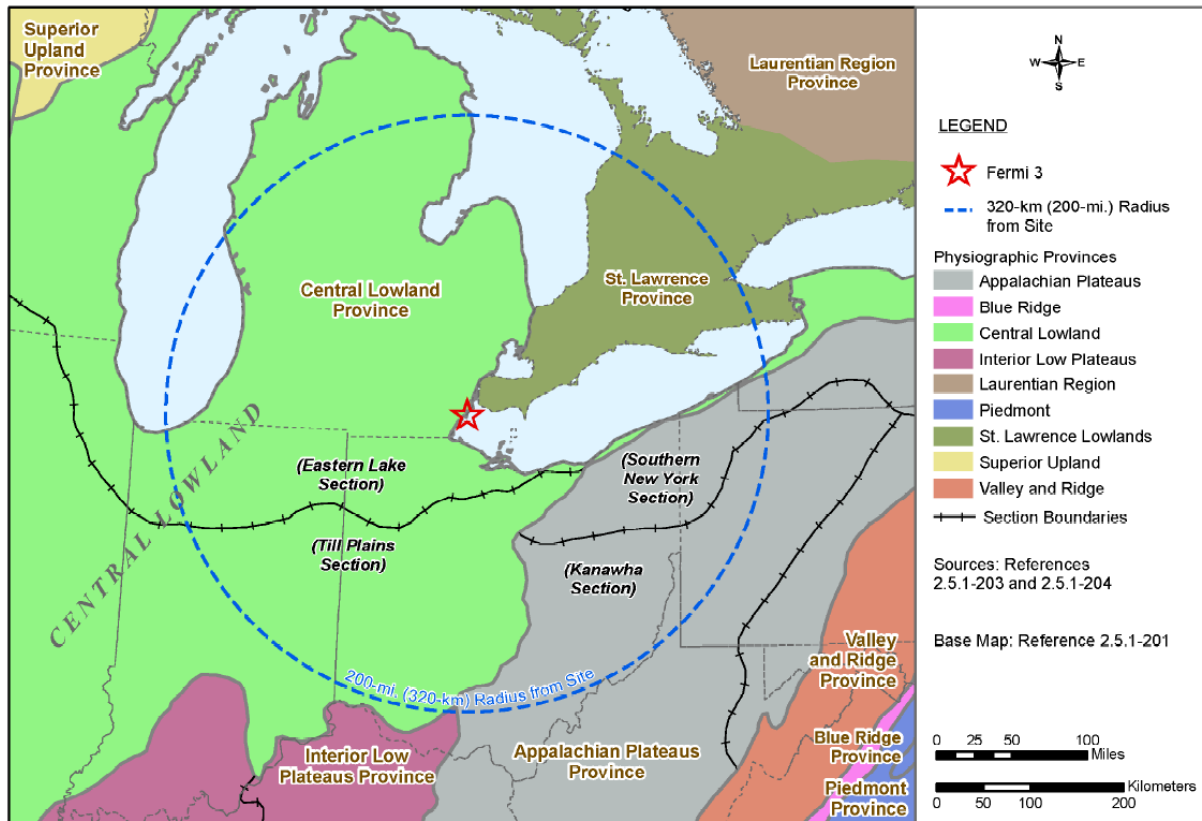 Superior
Upland
Province
Laurentian Region
Province
Central Lowland
Province
St. Lawrence
Province
(Eastern Lake
Section)
(Southern
New York
Section)
(Till Plains
Section)
(Kanawha
Section)
CENTRAL LOWLAND
200-mi. (320-km) Radius from Site
Valley
and Ridge
Province
Interior Low
Plateaus Province
Appalachian Plateaus
Province
Blue Ridge
Province
Piedmont
Province
N
W E
S
LEGEND
Fermi 3
320-km (200-mi.) Radius
from Site
Physiographic Provinces
Appalachian Plateaus
Blue Ridge
Central Lowland
Interior Low Plateaus
Laurentian Region
Piedmont
St. Lawrence Lowlands
Superior Upland
Valley and Ridge
Section Boundaries
Sources: References
2.5.1-203 and 2.5.1-204
Base Map: Reference 2.5.1-201
0 25 50 100
Miles
Kilometers
0 50 100 200